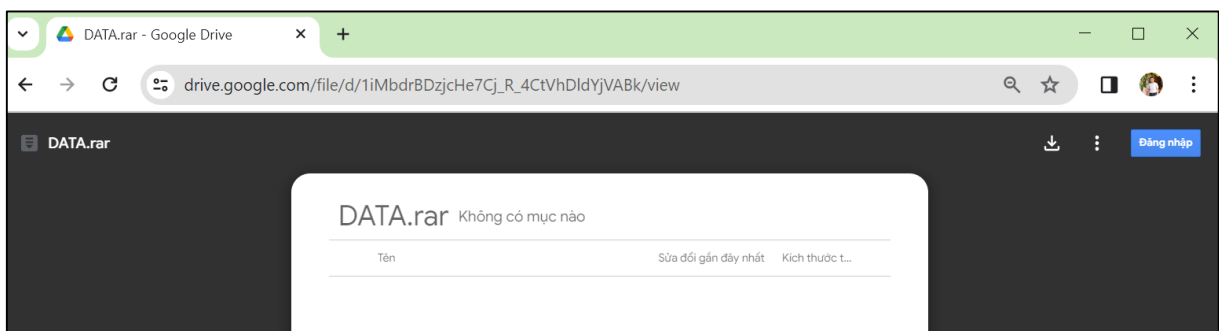 DATA.rar - Google Drive
drive.google.com/file/d/1iMbdrBDzjcHe7Cj_R_4CtVhDldYjVABk/view
DATA.rar
Đăng nhập
DATA.rar Không có mục nào
Tên Sửa đổi gần đây nhất Kích thước t...